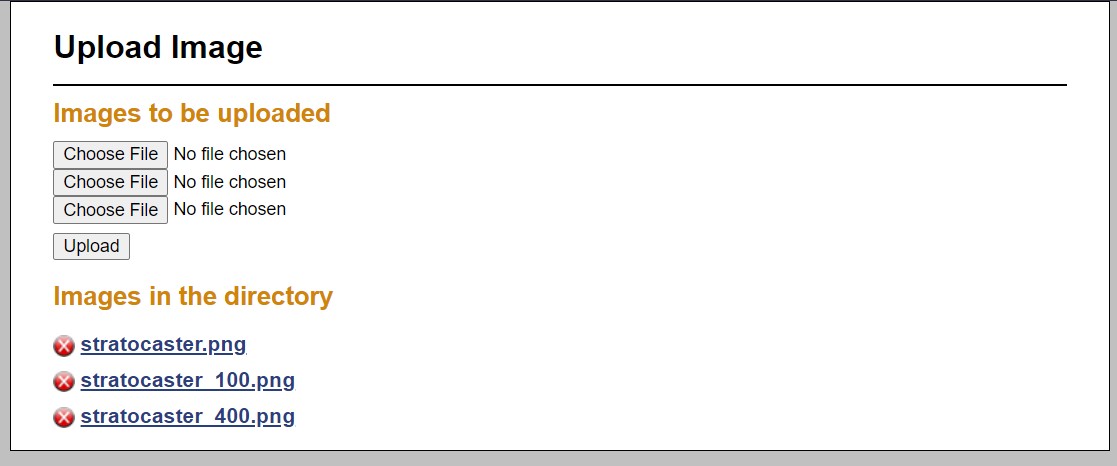 Upload Image
Images to be uploaded
Choose File No file chosen
Choose File No file chosen
Choose File No file chosen
Upload
Images in the directory
stratocaster.png
stratocaster_100.png
stratocaster_400.png